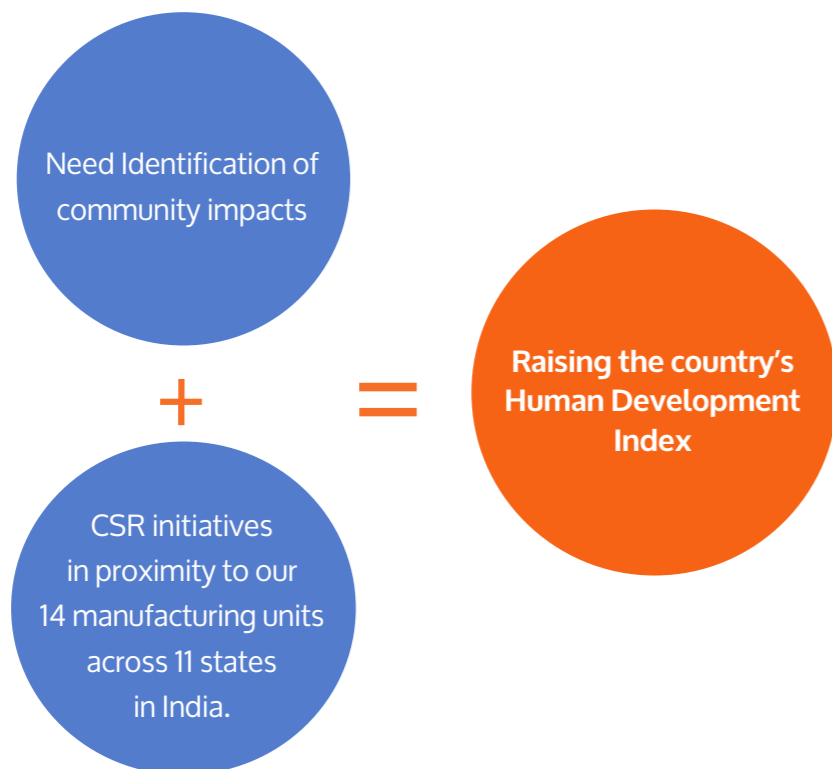 Need Identification of
community impacts
+
=
Raising the country’s
Human Development
Index
CSR initiatives
in proximity to our
14 manufacturing units
across 11 states
in India.